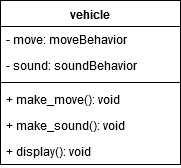 vehicle
- move: moveBehavior
- sound: soundBehavior
+ make_move(): void
+ make_sound(): void
+ display(): void